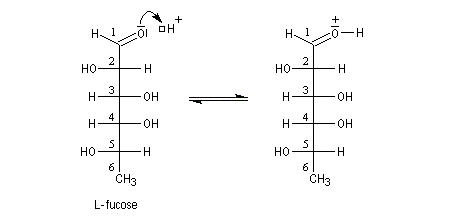 H 1 O □H +
2
HO H
3
H OH
4
H OH
5
HO H
6
CH3
L-fucose
+
H 1 O H
2
HO H
3
H OH
4
H OH
5
HO H
6
CH3